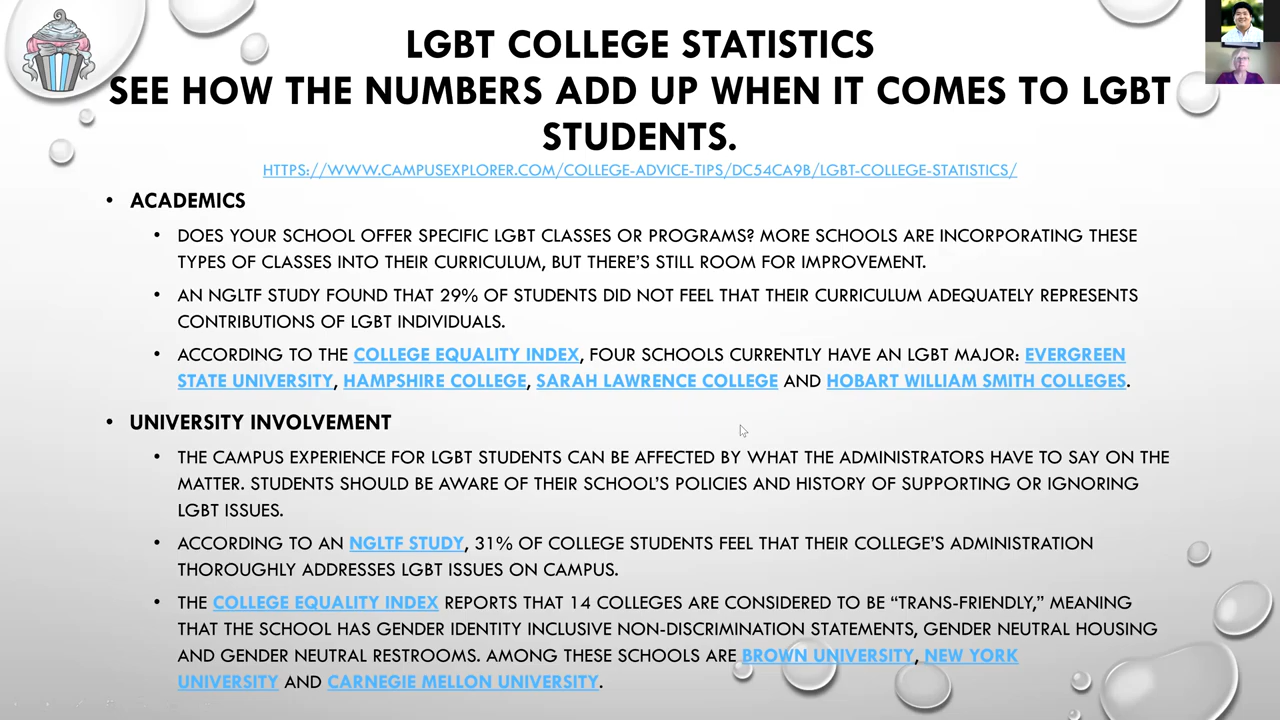 LGBT COLLEGE STATISTICS
SEE HOW THE NUMBERS ADD UP WHEN IT COMES TO LGBT
STUDENTS.
HTTPS://WWW.CAMPUSEXPLORER.COM/COLLEGE-ADVICE-TIPS/DC54CA9B/LGBT-COLLEGE-STATISTICS/
• ACADEMICS
• DOES YOUR SCHOOL OFFER SPECIFIC LGBT CLASSES OR PROGRAMS? MORE SCHOOLS ARE INCORPORATING THESE
TYPES OF CLASSES INTO THEIR CURRICULUM, BUT THERE'S STILL ROOM FOR IMPROVEMENT.
• AN NGLTF STUDY FOUND THAT 29% OF STUDENTS DID NOT FEEL THAT THEIR CURRICULUM ADEQUATELY REPRESENTS
CONTRIBUTIONS OF LGBT INDIVIDUALS.
• ACCORDING TO THE COLLEGE EQUALITY INDEX, FOUR SCHOOLS CURRENTLY HAVE AN LGBT MAJOR: EVERGREEN
STATE UNIVERSITY, HAMPSHIRE COLLEGE, SARAH LAWRENCE COLLEGE AND HOBART WILLIAM SMITH COLLEGES.
• UNIVERSITY INVOLVEMENT
• THE CAMPUS EXPERIENCE FOR LGBT STUDENTS CAN BE AFFECTED BY WHAT THE ADMINISTRATORS HAVE TO SAY ON THE
MATTER. STUDENTS SHOULD BE AWARE OF THEIR SCHOOL'S POLICIES AND HISTORY OF SUPPORTING OR IGNORING
LGBT ISSUES.
• ACCORDING TO AN NGLTF STUDY, 31% OF COLLEGE STUDENTS FEEL THAT THEIR COLLEGE'S ADMINISTRATION
THOROUGHLY ADDRESSES LGBT ISSUES ON CAMPUS.
• THE COLLEGE EQUALITY INDEX REPORTS THAT 14 COLLEGES ARE CONSIDERED TO BE “TRANS-FRIENDLY,” MEANING
THAT THE SCHOOL HAS GENDER IDENTITY INCLUSIVE NON-DISCRIMINATION STATEMENTS, GENDER NEUTRAL HOUSING
AND GENDER NEUTRAL RESTROOMS. AMONG THESE SCHOOLS ARE BROWN UNIVERSITY, NEW YORK
UNIVERSITY AND CARNEGIE MELLON UNIVERSITY.